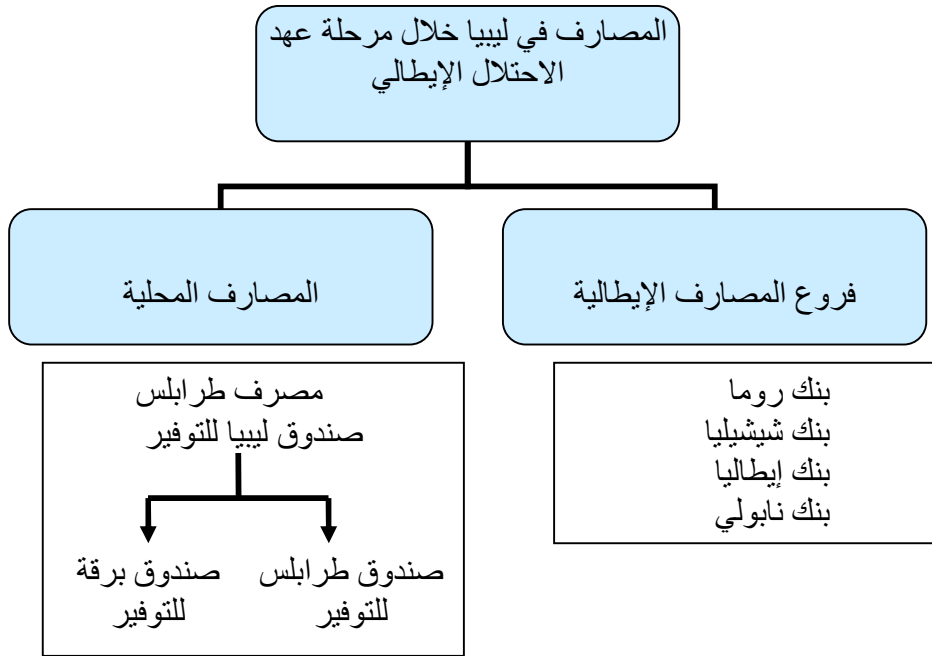 المصارف في ليبيا خلال مرحلة عهد
الاحتلال الإيطالي
فروع المصارف الإيطالية
المصارف المحلية
بنك روما
بنك شيشيليا
بنك إيطاليا
بنك نابولي
مصرف طرابلس
صندوق ليبيا للتوفير
صندوق طرابلس
للتوفير
صندوق برقة
للتوفير